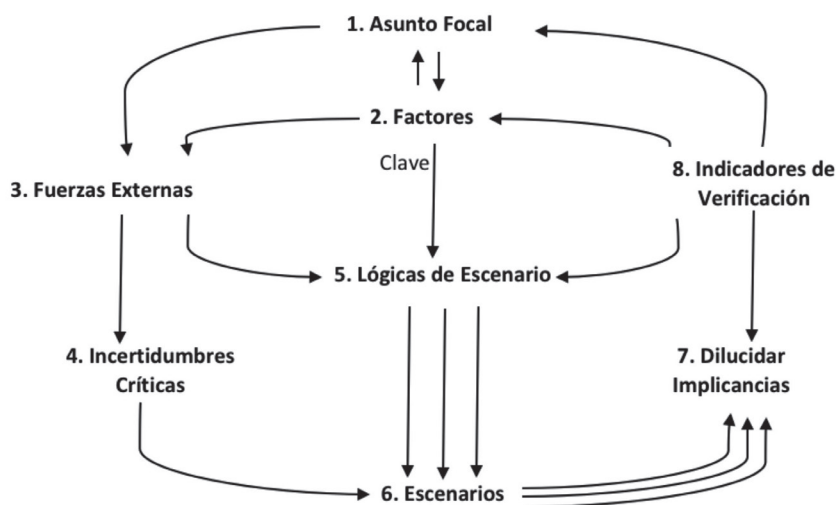 1. Asunto Focal
2. Factores
Clave
3. Fuerzas Externas
8. Indicadores de
Verificación
5. Lógicas de Escenario
4. Incertidumbres
Críticas
7. Dilucidar
Implicancias
6. Escenarios